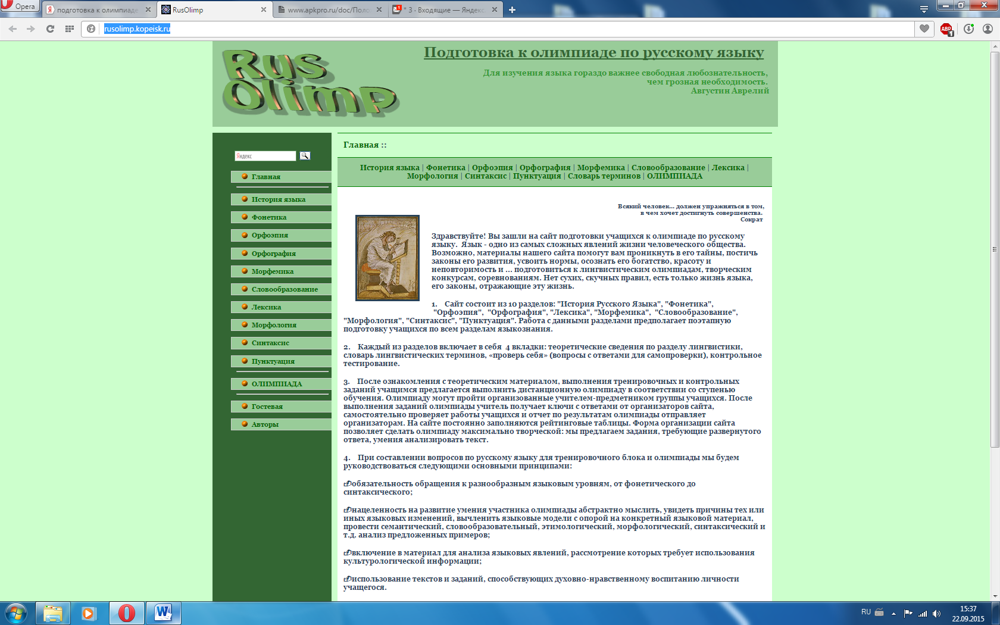 Opera
подготовка к олимпиаде
RusOlimp
www.apkpro.ru/doc/Поло
* 3 · Входящие — Яндекс
rusolimp.kopeisk.ru
ABP
1
Rus
Olimp
Подготовка к олимпиаде по русскому языку
Для изучения языка гораздо важнее свободная любознательность,
чем грозная необходимость.
Августин Аврелий
Яндекс
Главная
История языка
Фонетика
Орфоэпия
Орфография
Морфемика
Словообразование
Лексика
Морфология
Синтаксис
Пунктуация
ОЛИМПИАДА
Гостевая
Авторы
Главная ::
История языка | Фонетика | Орфоэпия | Орфография | Морфемика | Словообразование | Лексика |
Морфология | Синтаксис | Пунктуация | Словарь терминов | ОЛИМПИАДА
Всякий человек... должен упражняться в том,
в чем хочет достигнуть совершенства.
Сократ
Здравствуйте! Вы зашли на сайт подготовки учащихся к олимпиаде по русскому
языку. Язык - одно из самых сложных явлений жизни человеческого общества.
Возможно, материалы нашего сайта помогут вам проникнуть в его тайны, постичь
законы его развития, усвоить нормы, осознать его богатство, красоту и
неповторимость и ... подготовиться к лингвистическим олимпиадам, творческим
конкурсам, соревнованиям. Нет сухих, скучных правил, есть только жизнь языка,
его законы, отражающие эту жизнь.
1. Сайт состоит из 10 разделов: "История Русского Языка", "Фонетика",
"Орфоэпия", "Орфография", "Лексика", "Морфемика", "Словообразование",
"Морфология", "Синтаксис", "Пунктуация". Работа с данными разделами предполагает поэтапную
подготовку учащихся по всем разделам языкознания.
2. Каждый из разделов включает в себя 4 вкладки: теоретические сведения по разделу лингвистики,
словарь лингвистических терминов, «проверь себя» (вопросы с ответами для самопроверки), контрольное
тестирование.
3. После ознакомления с теоретическим материалом, выполнения тренировочных и контрольных
заданий учащимся предлагается выполнить дистанционную олимпиаду в соответствии со ступенью
обучения. Олимпиаду могут пройти организованные учителем-предметником группы учащихся. После
выполнения заданий олимпиады учитель получает ключи с ответами от организаторов сайта,
самостоятельно проверяет работы учащихся и отчет по результатам олимпиады отправляет
организаторам. На сайте постоянно заполняются рейтинговые таблицы. Форма организации сайта
позволяет сделать олимпиаду максимально творческой: мы предлагаем задания, требующие развернутого
ответа, умения анализировать текст.
4. При составлении вопросов по русскому языку для тренировочного блока и олимпиады мы будем
руководствоваться следующими основными принципами:
обязательность обращения к разнообразным языковым уровням, от фонетического до
синтаксического;
нацеленность на развитие умения участника олимпиады абстрактно мыслить, увидеть причины тех или
иных языковых изменений, вычленить языковые модели с опорой на конкретный языковой материал,
провести семантический, словообразовательный, этимологический, морфологический, синтаксический и
т.д. анализ предложенных примеров;
включение в материал для анализа языковых явлений, рассмотрение которых требует использования
культурологической информации;
использование текстов и заданий, способствующих духовно-нравственному воспитанию личности
учащегося.
RU
15:37
22.09.2015